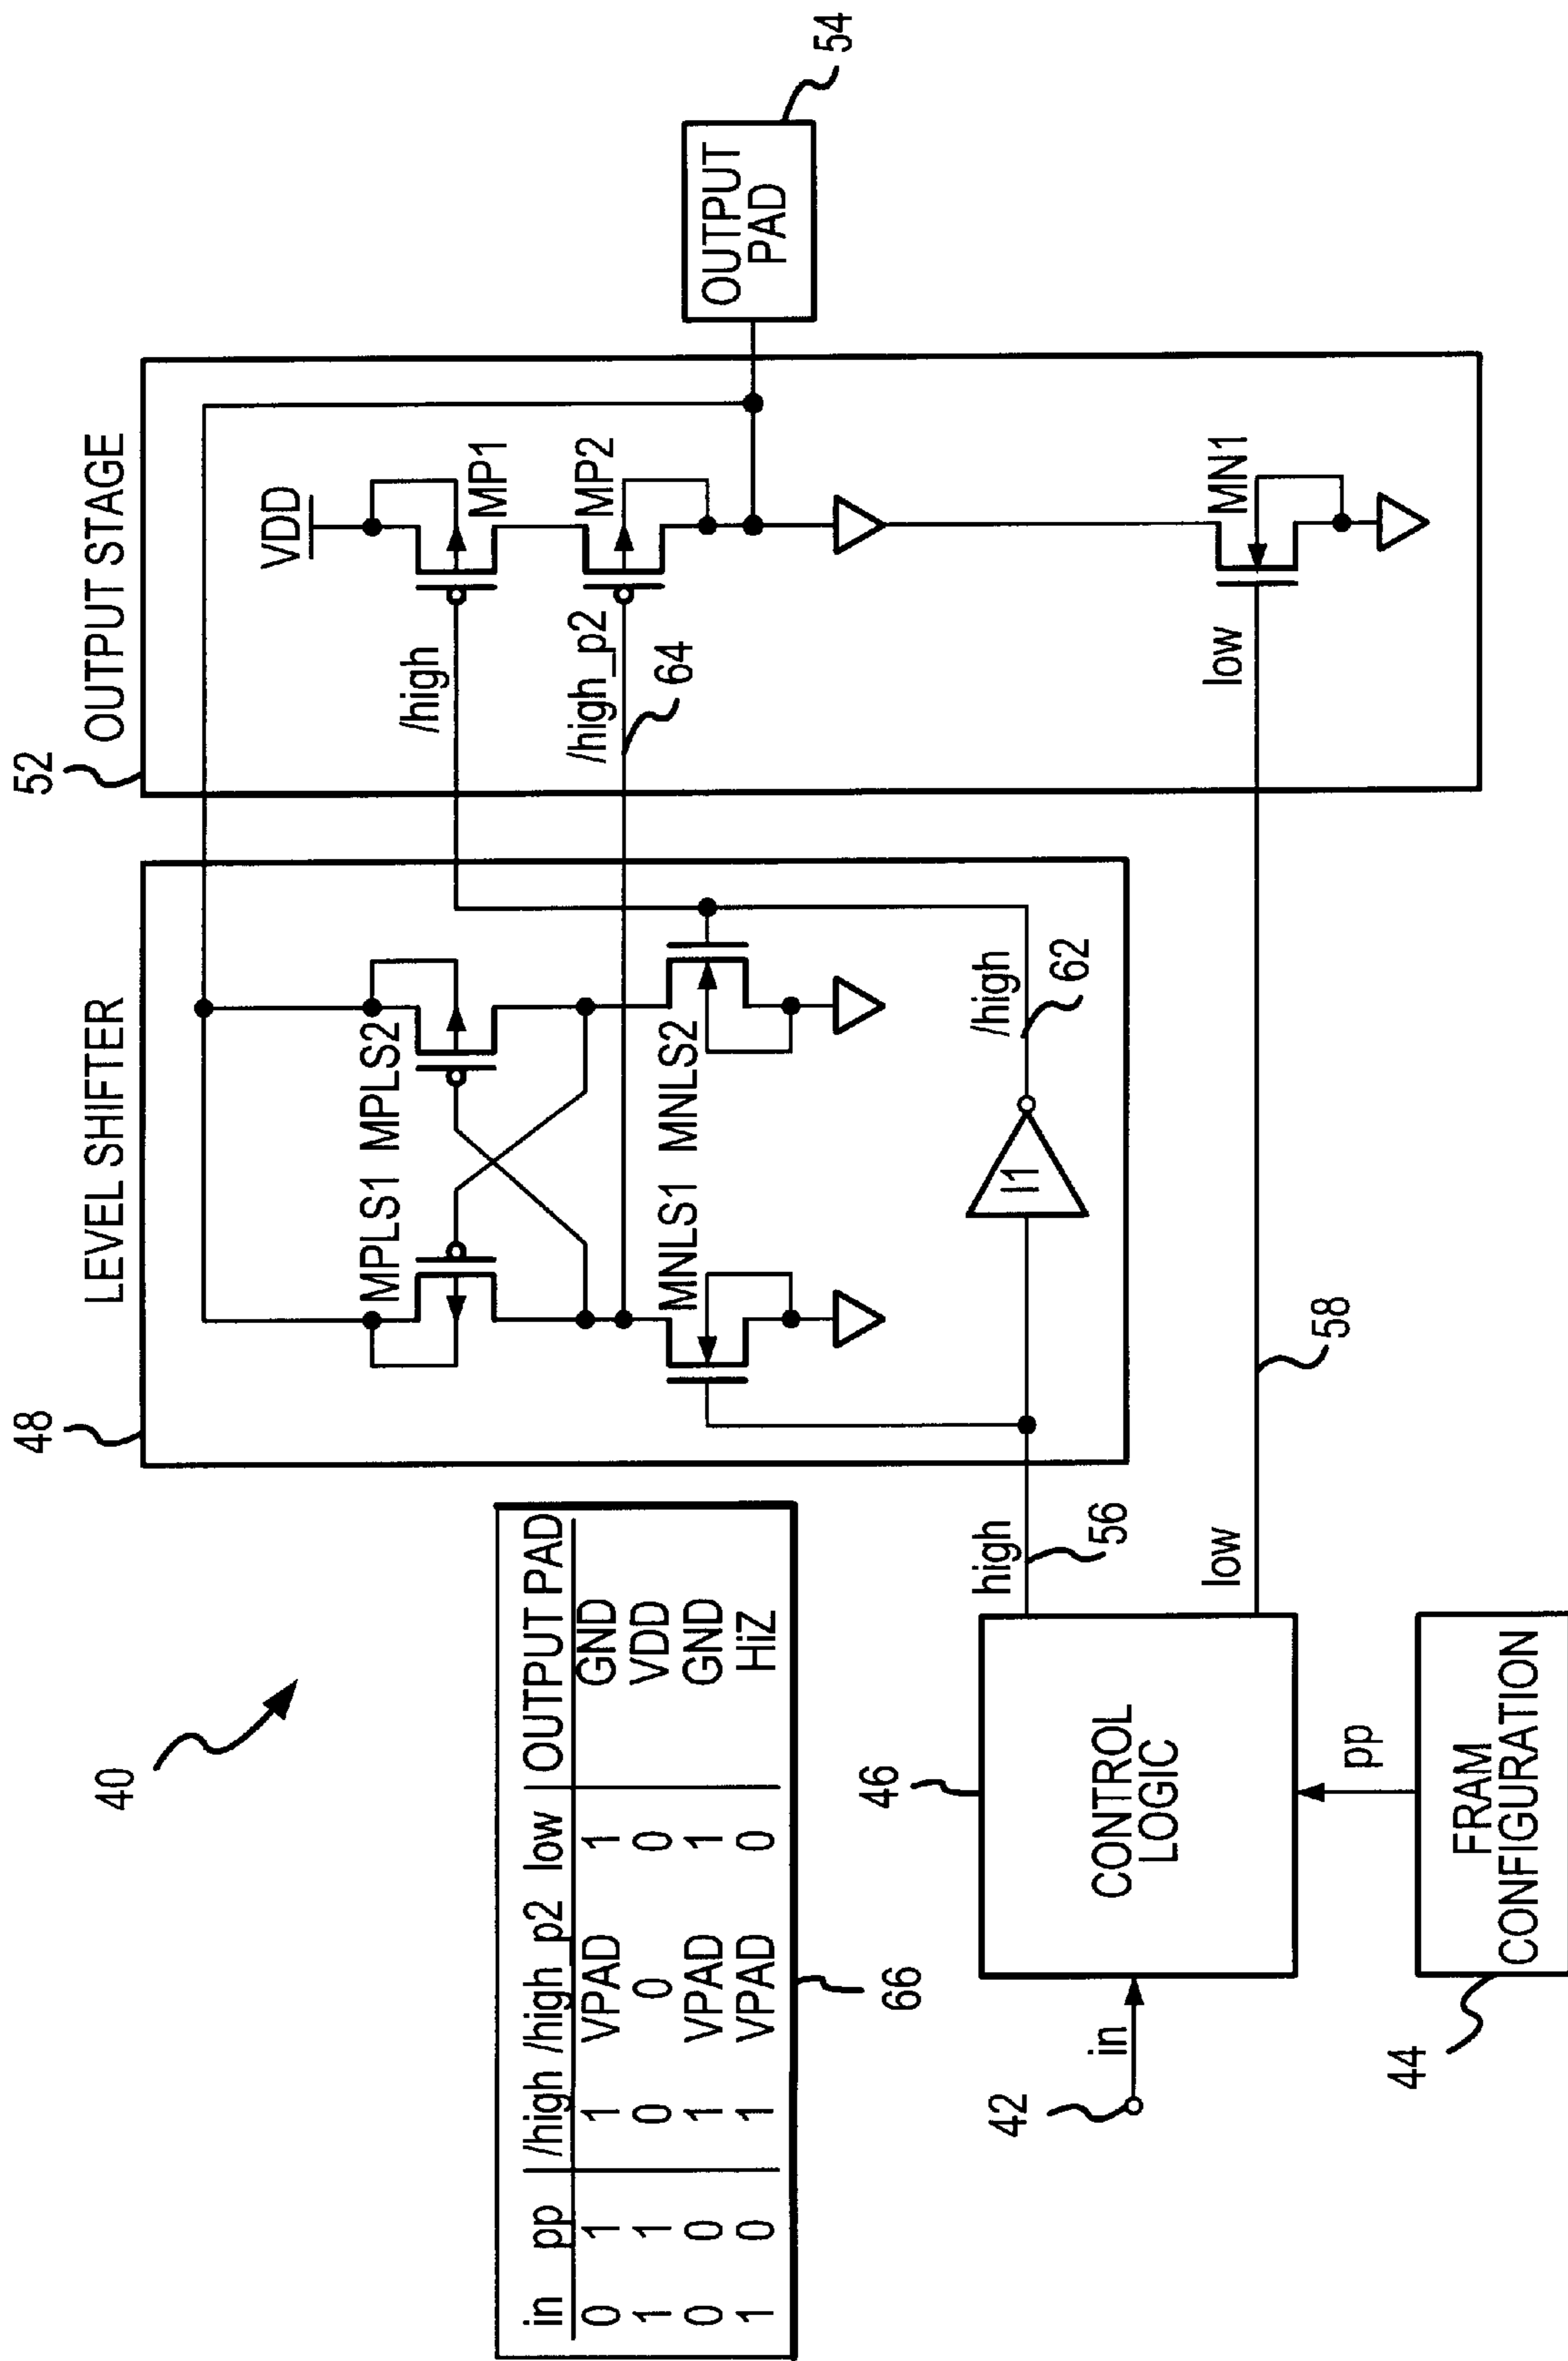 40
in pp /high /high_p2 low OUTPUT PAD
0 1 1 VPAD 1 GND
1 1 0 0 0 VDD
0 0 1 VPAD 1 GND
1 0 1 VPAD 0 HiZ
66
48
LEVEL SHIFTER
MPLS1 MPLS2
MNLS1 MNLS2
/high
62
I1
52
OUTPUT STAGE
VDD
/high
MP1
/high_p2
MP2
64
low
MN1
OUTPUT
PAD
54
42
in
46
CONTROL
LOGIC
high
56
low
58
pp
44
FRAM
CONFIGURATION